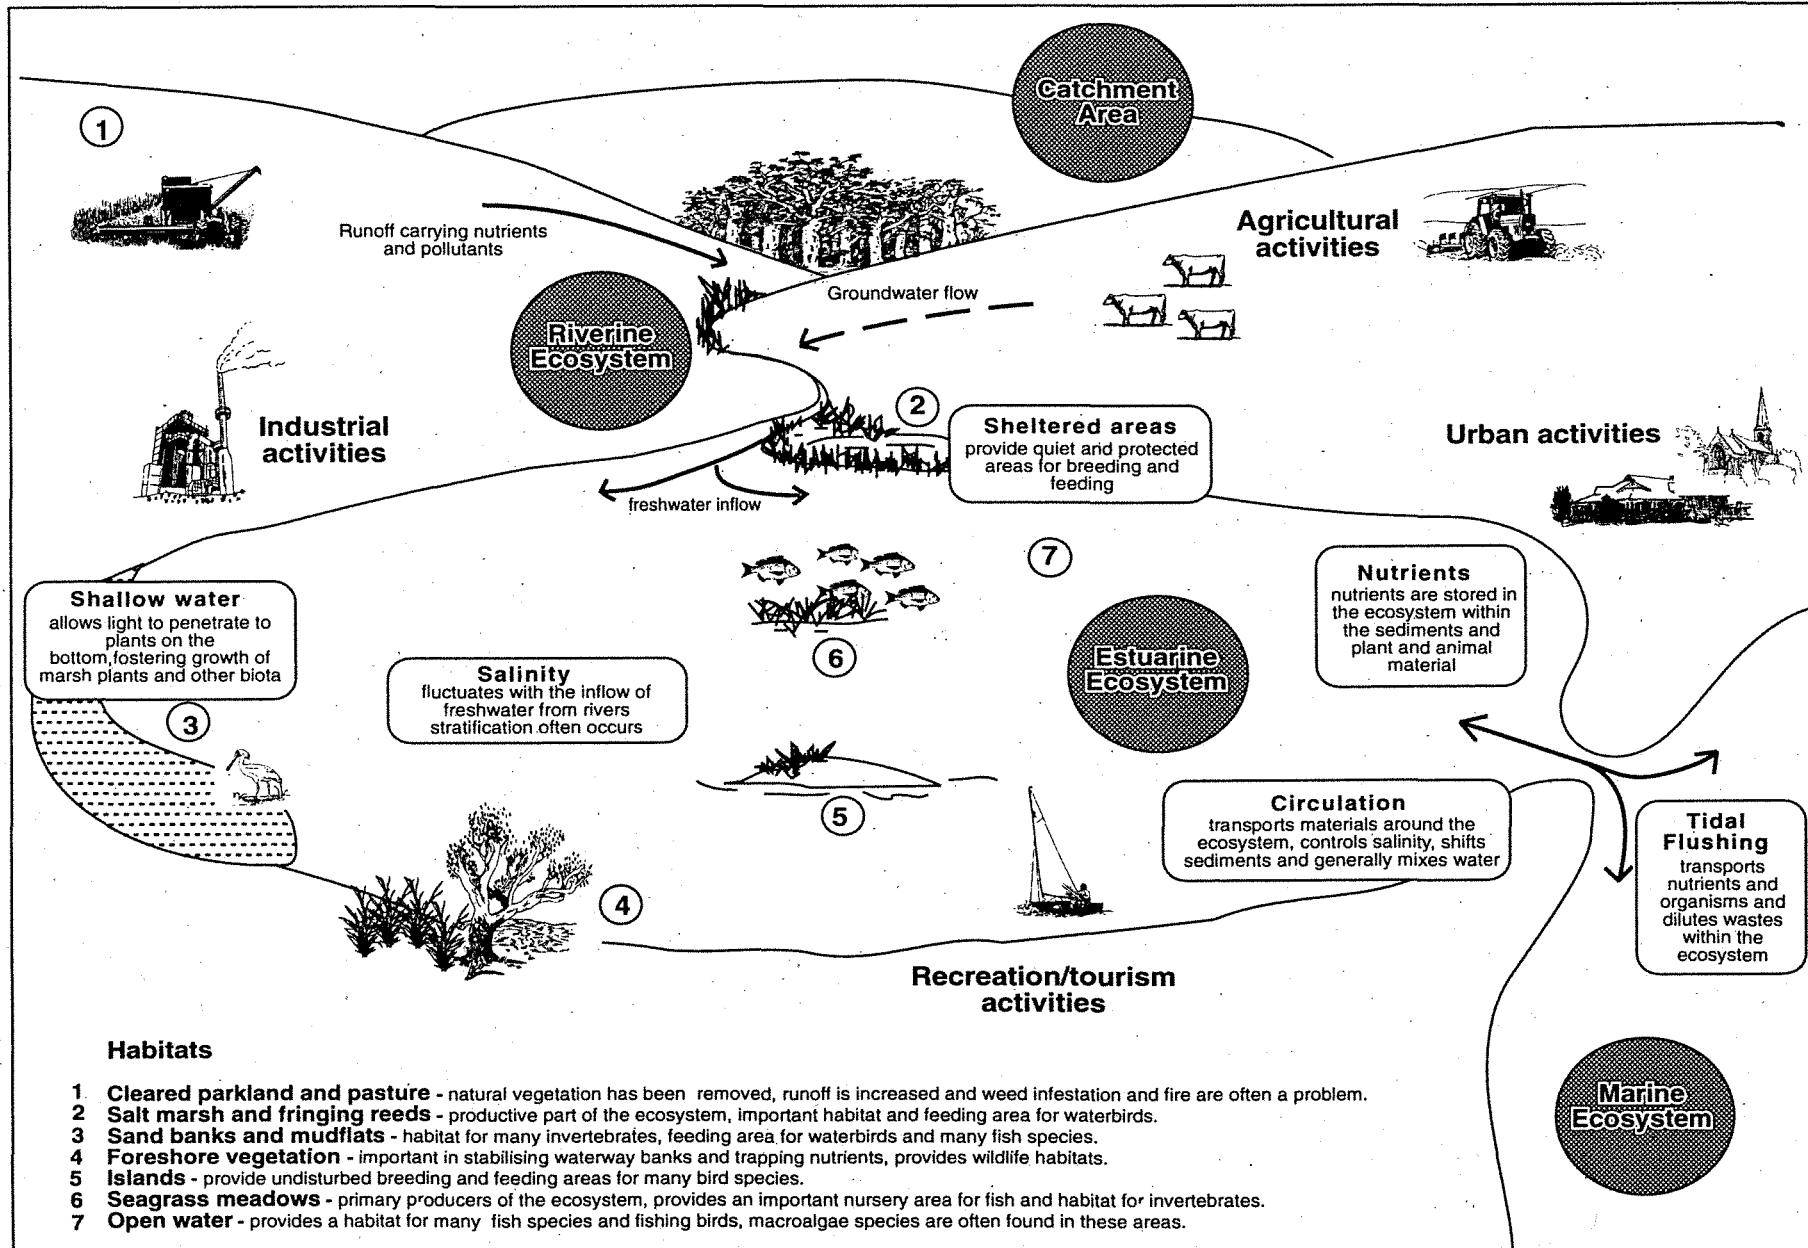 Catchment
Area
1
Runoff carrying nutrients
and pollutants
Agricultural
activities
Groundwater flow
Riverine
Ecosystem
Industrial
activities
2
Sheltered areas
provide quiet and protected
areas for breeding and
feeding
Urban activities
freshwater inflow
7
Nutrients
nutrients are stored in
the ecosystem within
the sediments and
plant and animal
material
Shallow water
allows light to penetrate to
plants on the
bottom, fostering growth of
marsh plants and other biota
Salinity
fluctuates with the inflow of
freshwater from rivers
stratification often occurs
6
Estuarine
Ecosystem
3
5
Circulation
transports materials around the
ecosystem, controls salinity, shifts
sediments and generally mixes water
Tidal
Flushing
transports
nutrients and
organisms and
dilutes wastes
within the
ecosystem
4
Recreation/tourism
activities
Marine
Ecosystem
Habitats
1 Cleared parkland and pasture - natural vegetation has been removed, runoff is increased and weed infestation and fire are often a problem.
2 Salt marsh and fringing reeds - productive part of the ecosystem, important habitat and feeding area for waterbirds.
3 Sand banks and mudflats - habitat for many invertebrates, feeding area for waterbirds and many fish species.
4 Foreshore vegetation - important in stabilising waterway banks and trapping nutrients, provides wildlife habitats.
5 Islands - provide undisturbed breeding and feeding areas for many bird species.
6 Seagrass meadows - primary producers of the ecosystem, provides an important nursery area for fish and habitat for invertebrates.
7 Open water - provides a habitat for many fish species and fishing birds, macroalgae species are often found in these areas.